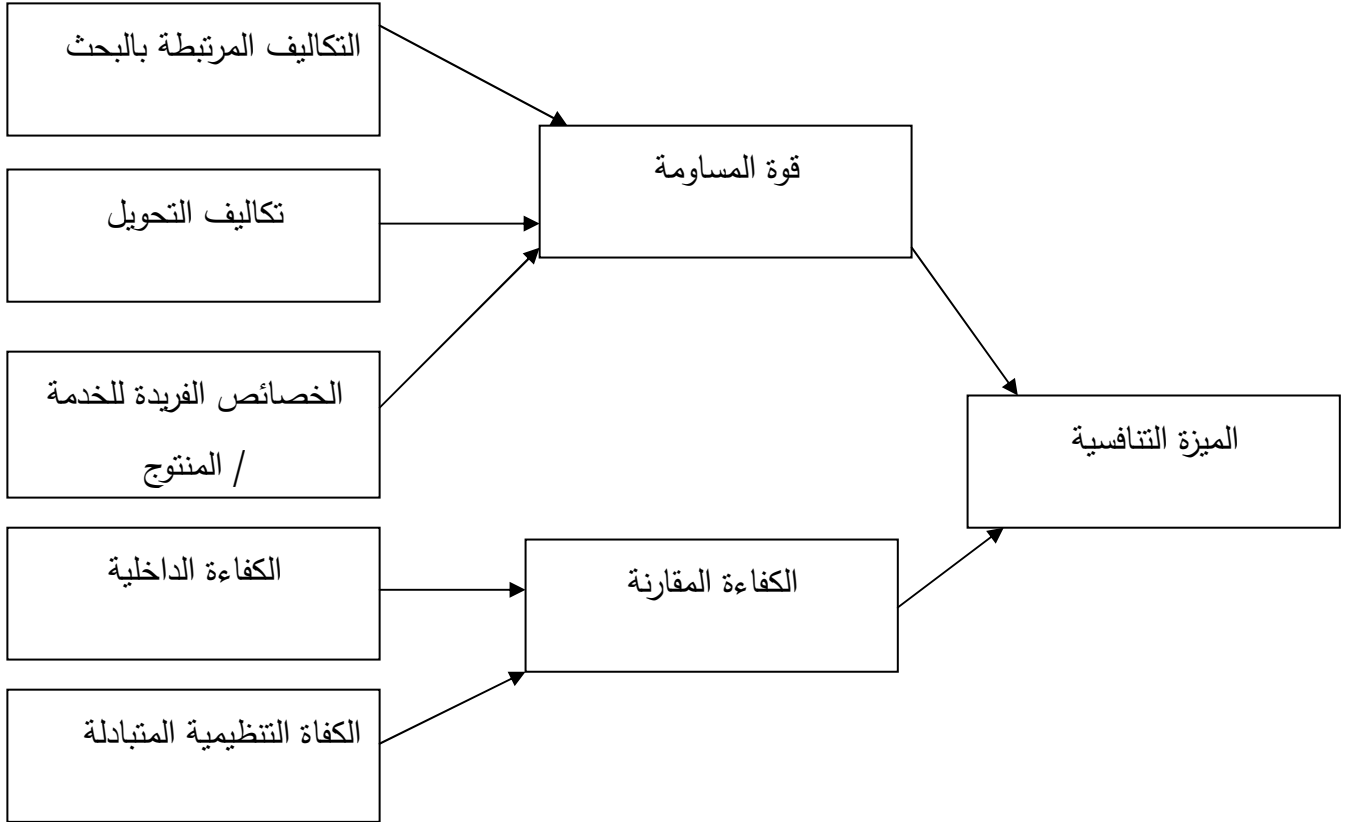 التكاليف المرتبطة بالبحث
قوة المساومة
تكاليف التحويل
الخصائص الفريدة للخدمة
/ المنتوج
الميزة التنافسية
الكفاءة الداخلية
الكفاءة المقارنة
الكفاة التنظيمية المتبادلة